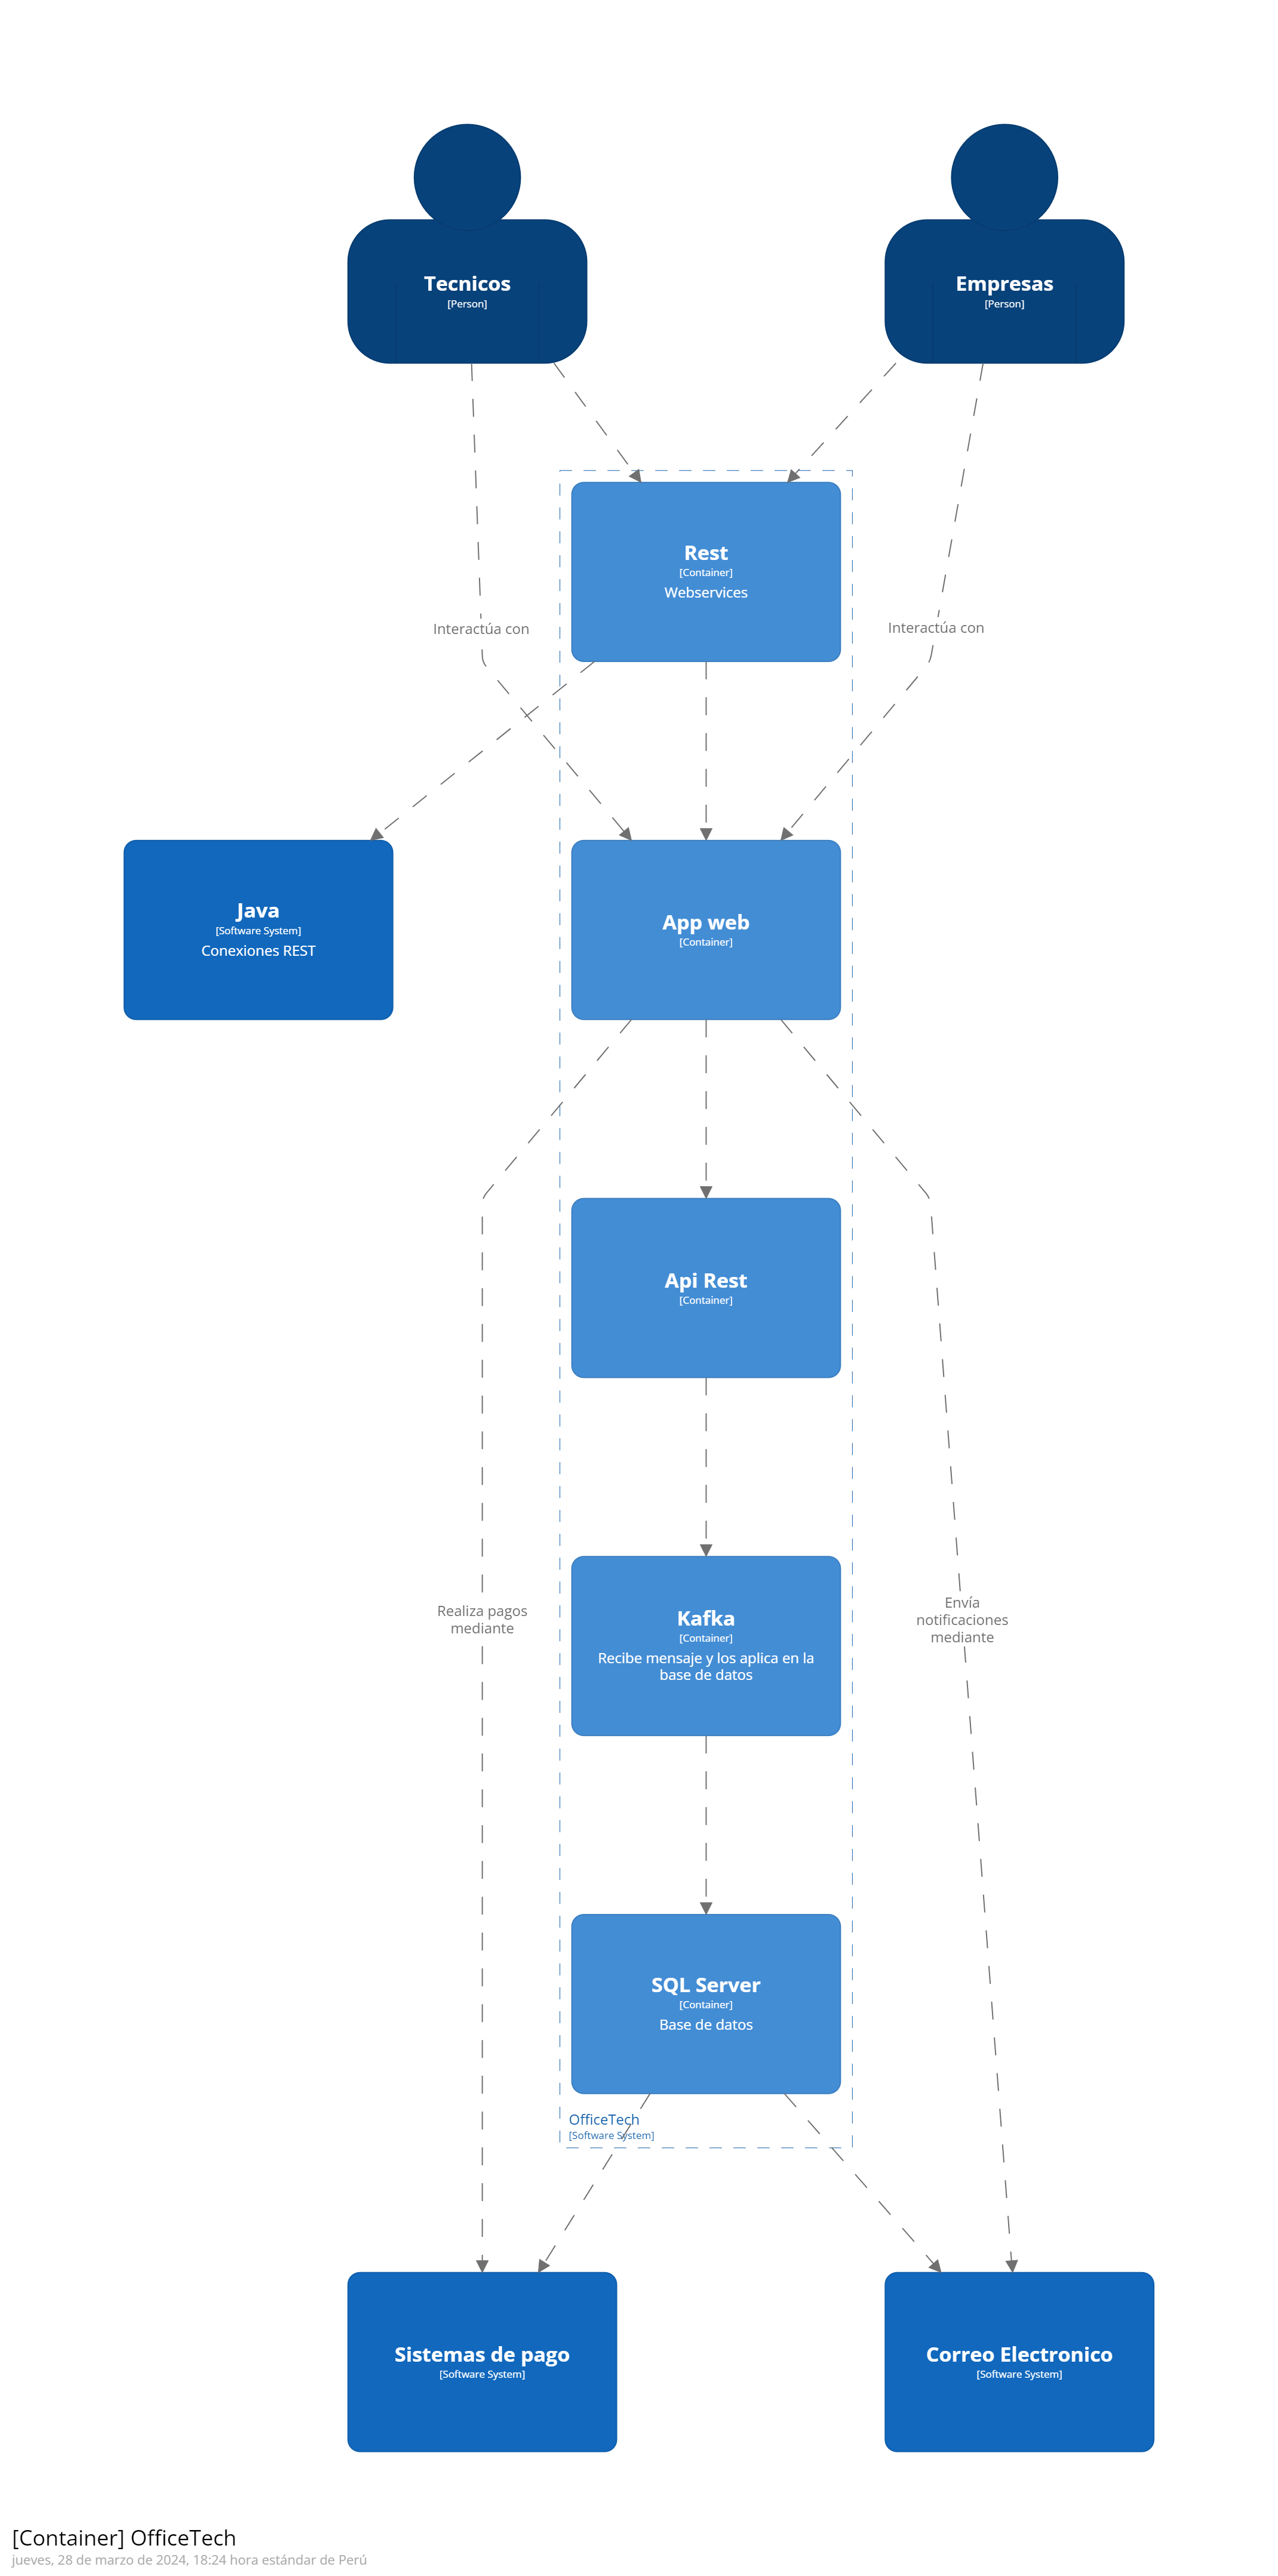 Tecnicos
[Person]
Empresas
[Person]
Rest
[Container]
Webservices
Interactúa con
Interactúa con
Java
[Software System]
Conexiones REST
App web
[Container]
Api Rest
[Container]
Kafka
[Container]
Recibe mensaje y los aplica en la
base de datos
Realiza pagos
mediante
Envía
notificaciones
mediante
SQL Server
[Container]
Base de datos
OfficeTech
[Software System]
Sistemas de pago
[Software System]
Correo Electronico
[Software System]
[Container] OfficeTech
jueves, 28 de marzo de 2024, 18:24 hora estándar de Perú